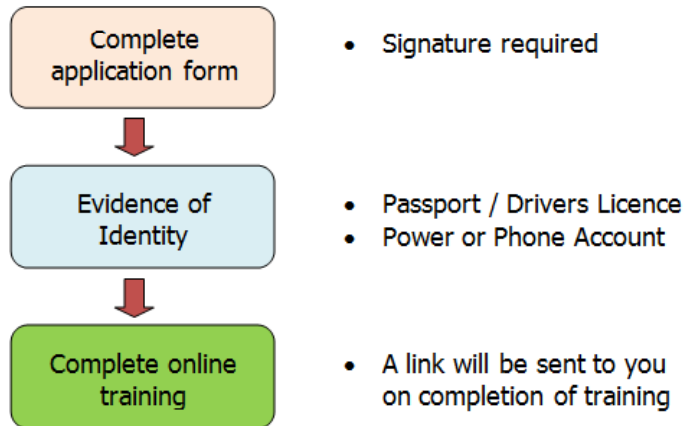 Complete
application form
• Signature required
Evidence of
Identity
• Passport / Drivers Licence
• Power or Phone Account
Complete online
training
• A link will be sent to you
on completion of training